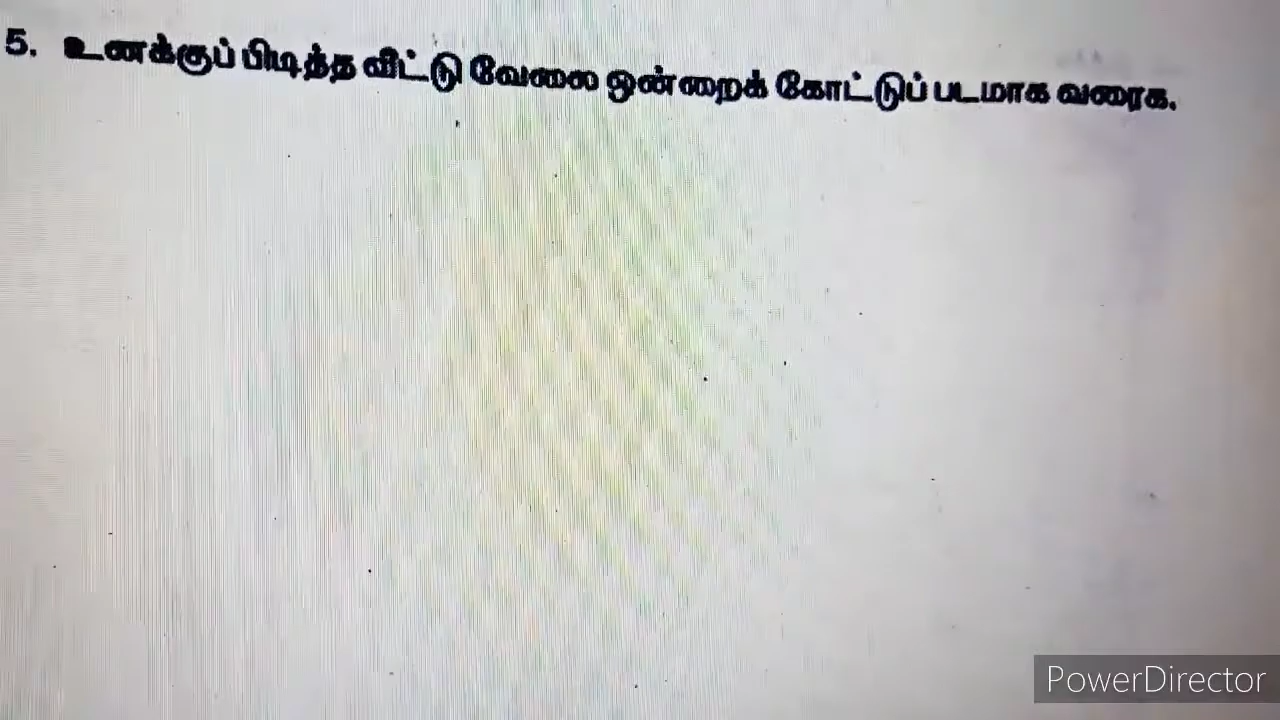 5. உனக்குப் பிடித்த வீட்டு வேலை ஒன்றைக் கோட்டுப் படமாக வரைக.
PowerDirector